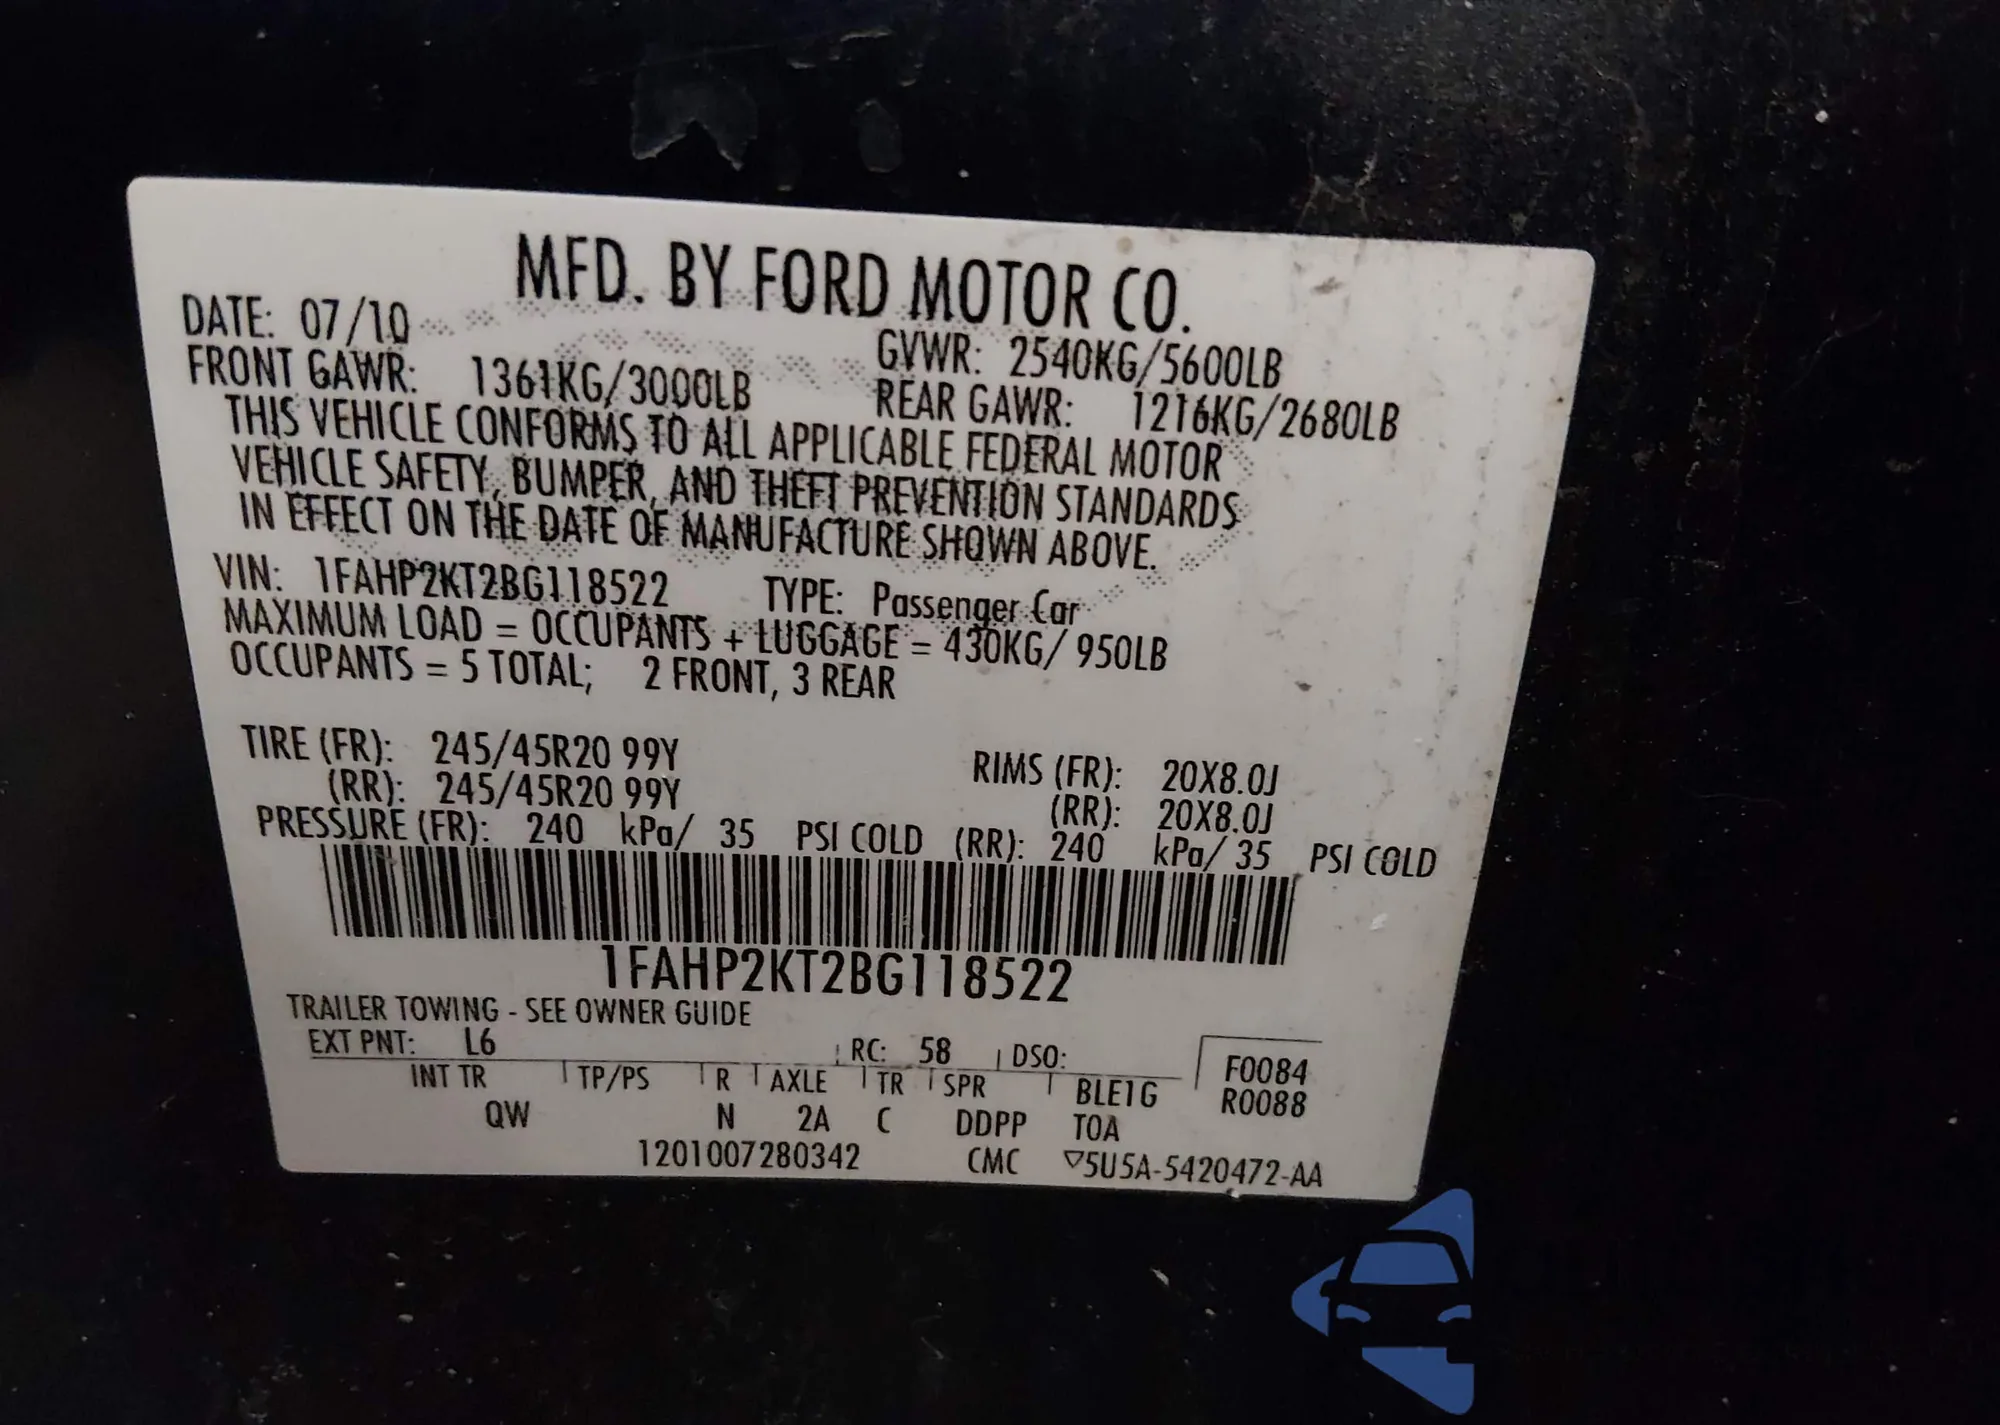 MFD. BY FORD MOTOR CO.
DATE: 07/10 GVWR: 2540KG/5600LB
FRONT GAWR: 1361KG/3000LB REAR GAWR: 1216KG/2680LB
THIS VEHICLE CONFORMS TO ALL APPLICABLE FEDERAL MOTOR
VEHICLE SAFETY, BUMPER, AND THEFT PREVENTION STANDARDS
IN EFFECT ON THE DATE OF MANUFACTURE SHOWN ABOVE.
VIN: 1FAHP2KT2BG118522 TYPE: Passenger Car
MAXIMUM LOAD = OCCUPANTS + LUGGAGE = 430KG/ 950LB
OCCUPANTS = 5 TOTAL; 2 FRONT, 3 REAR
TIRE (FR): 245/45R20 99Y RIMS (FR): 20X8.0J
(RR): 245/45R20 99Y (RR): 20X8.0J
PRESSURE (FR): 240 kPa/ 35 PSI COLD (RR): 240 kPa/ 35 PSI COLD
1FAHP2KT2BG118522
TRAILER TOWING - SEE OWNER GUIDE
EXT PNT: L6 RC: 58 DSO:
INT TR TP/PS R AXLE TR SPR BLE1G F0084
R0088
QW N 2A C DDPP TOA
1201007280342 CMC ▽5U5A-5420472-AA